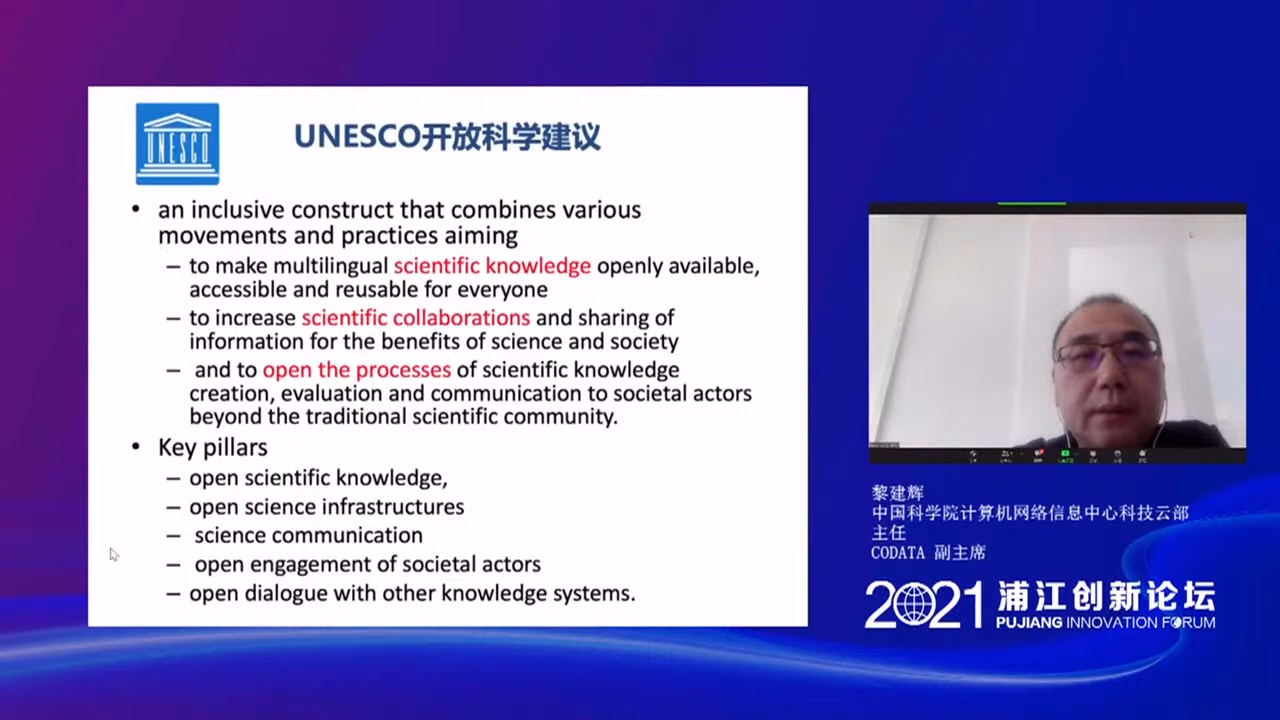 UNESCO
UNESCO开放科学建议
• an inclusive construct that combines various
movements and practices aiming
– to make multilingual scientific knowledge openly available,
accessible and reusable for everyone
– to increase scientific collaborations and sharing of
information for the benefits of science and society
– and to open the processes of scientific knowledge
creation, evaluation and communication to societal actors
beyond the traditional scientific community.
• Key pillars
– open scientific knowledge,
– open science infrastructures
– science communication
– open engagement of societal actors
– open dialogue with other knowledge systems.
黎建辉
中国科学院计算机网络信息中心科技云部
主任
CODATA 副主席
2021 浦江创新论坛
PUJIANG INNOVATION FORUM